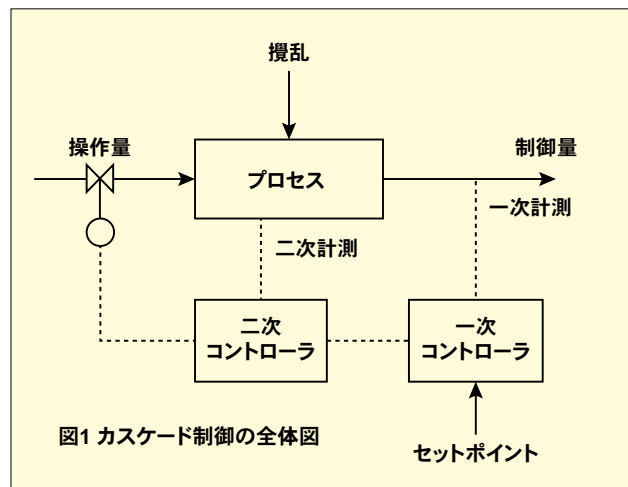 攪乱
操作量
プロセス
制御量
一次計測
二次計測
二次
コントローラ
一次
コントローラ
図1 カスケード制御の全体図
セットポイント